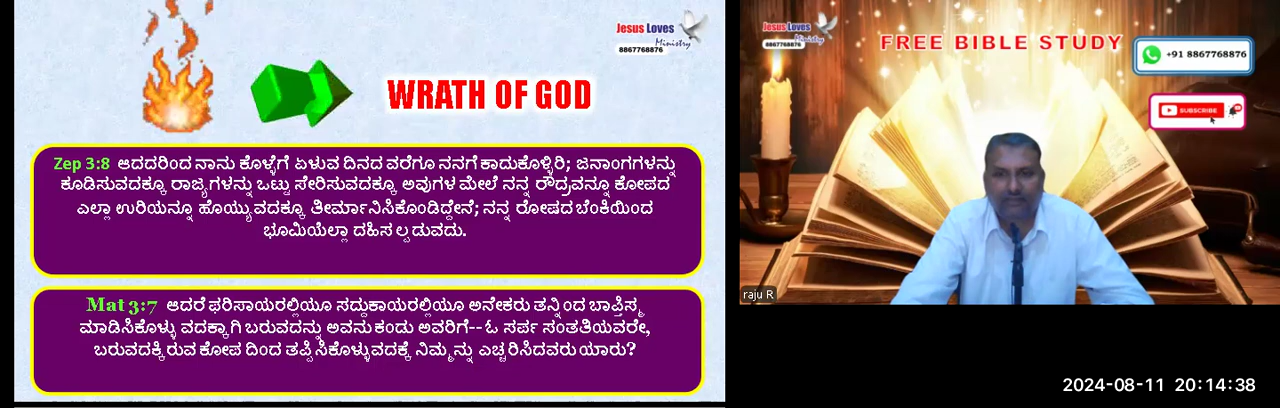 Jesus Loves
Ministry
8867768876
WRATH OF GOD
Zep 3:8 ಆದದರಿಂದ ನಾನು ಕೊಳ್ಳೆಗೆ ಏಳುವ ದಿನದ ವರೆಗೂ ನನಗೆ ಕಾದುಕೊಳ್ಳಿರಿ; ಜನಾಂಗಗಳನ್ನು
ಕೂಡಿಸುವದಕ್ಕೂ ರಾಜ್ಯಗಳನ್ನು ಒಟ್ಟು ಸೇರಿಸುವದಕ್ಕೂ ಅವುಗಳ ಮೇಲೆ ನನ್ನ ರೌದ್ರವನ್ನೂ ಕೋಪದ
ಎಲ್ಲಾ ಉರಿಯನ್ನೂ ಹೊಯ್ಯುವದಕ್ಕೂ ತೀರ್ಮಾನಿಸಿಕೊಂಡಿದ್ದೇನೆ; ನನ್ನ ರೋಷದ ಬೆಂಕಿಯಿಂದ
ಭೂಮಿಯೆಲ್ಲಾ ದಹಿಸ ಲ್ಪಡುವದು.
Mat 3:7 ಆದರೆ ಫರಿಸಾಯರಲ್ಲಿಯೂ ಸದ್ದುಕಾಯರಲ್ಲಿಯೂ ಅನೇಕರು ತನ್ನಿಂದ ಬಾಪ್ತಿಸ್ಮ
ಮಾಡಿಸಿಕೊಳ್ಳು ವದಕ್ಕಾಗಿ ಬರುವದನ್ನು ಅವನು ಕಂಡು ಅವರಿಗೆ--ಓ ಸರ್ಪ ಸಂತತಿಯವರೇ,
ಬರುವದಕ್ಕಿರುವ ಕೋಪ ದಿಂದ ತಪ್ಪಿಸಿಕೊಳ್ಳುವದಕ್ಕೆ ನಿಮ್ಮನ್ನು ಎಚ್ಚರಿಸಿದವರು ಯಾರು?
Jesus Loves
Ministry
8867768876
FREE BIBLE STUDY
+91 8867768876
SUBSCRIBE
raju R
2024-08-11 20:14:38